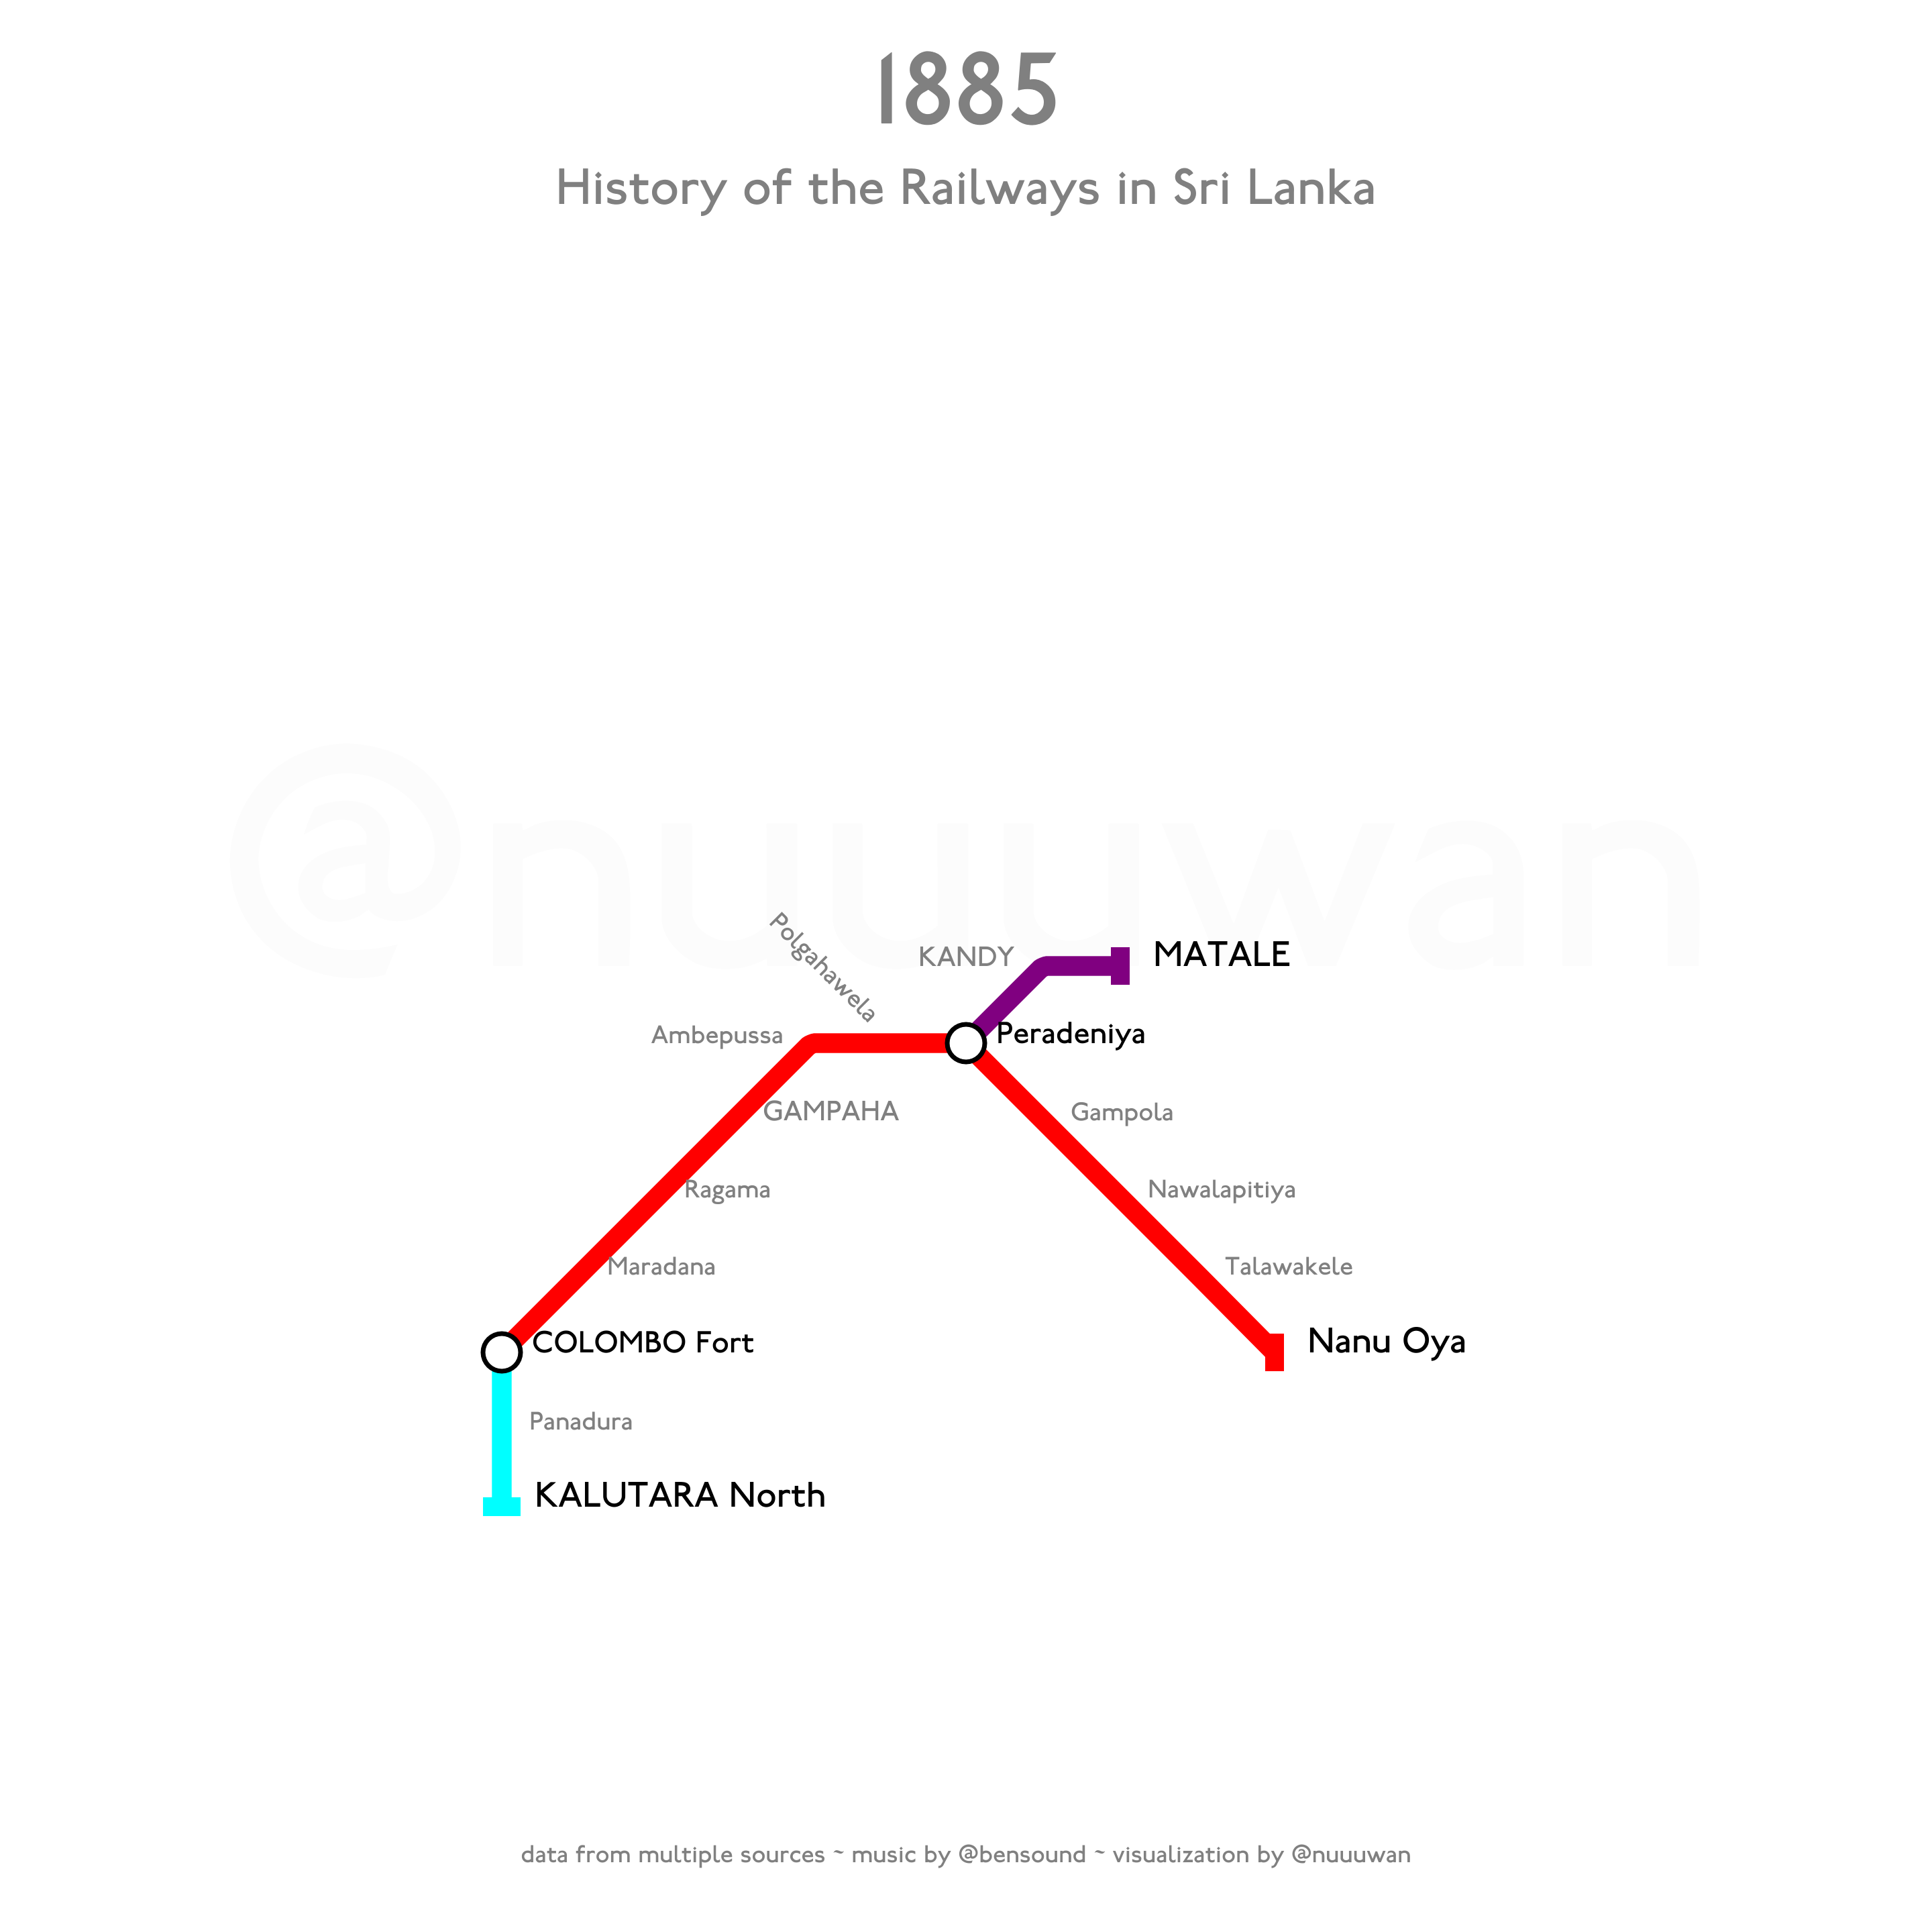 1885
History of the Railways in Sri Lanka
@nuuuwan
Polgahawela
KANDY
MATALE
Ambepussa
Peradeniya
GAMPAHA
Gampola
Ragama
Nawalapitiya
Maradana
Talawakele
COLOMBO Fort
Nanu Oya
Panadura
KALUTARA North
data from multiple sources ~ music by @bensound ~ visualization by @nuuuwan